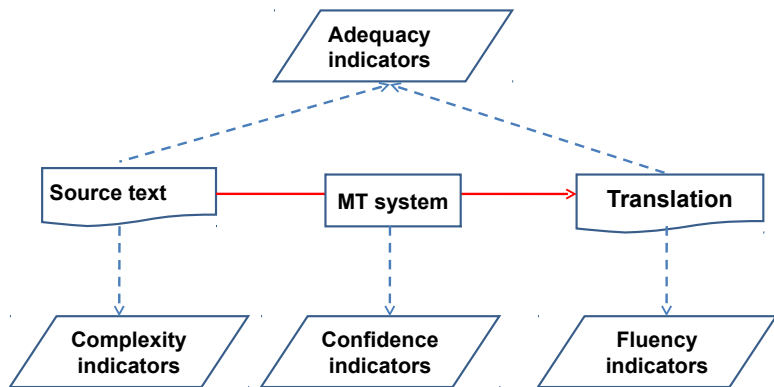 Adequacy
indicators
Source text
MT system
Translation
Complexity
indicators
Confidence
indicators
Fluency
indicators